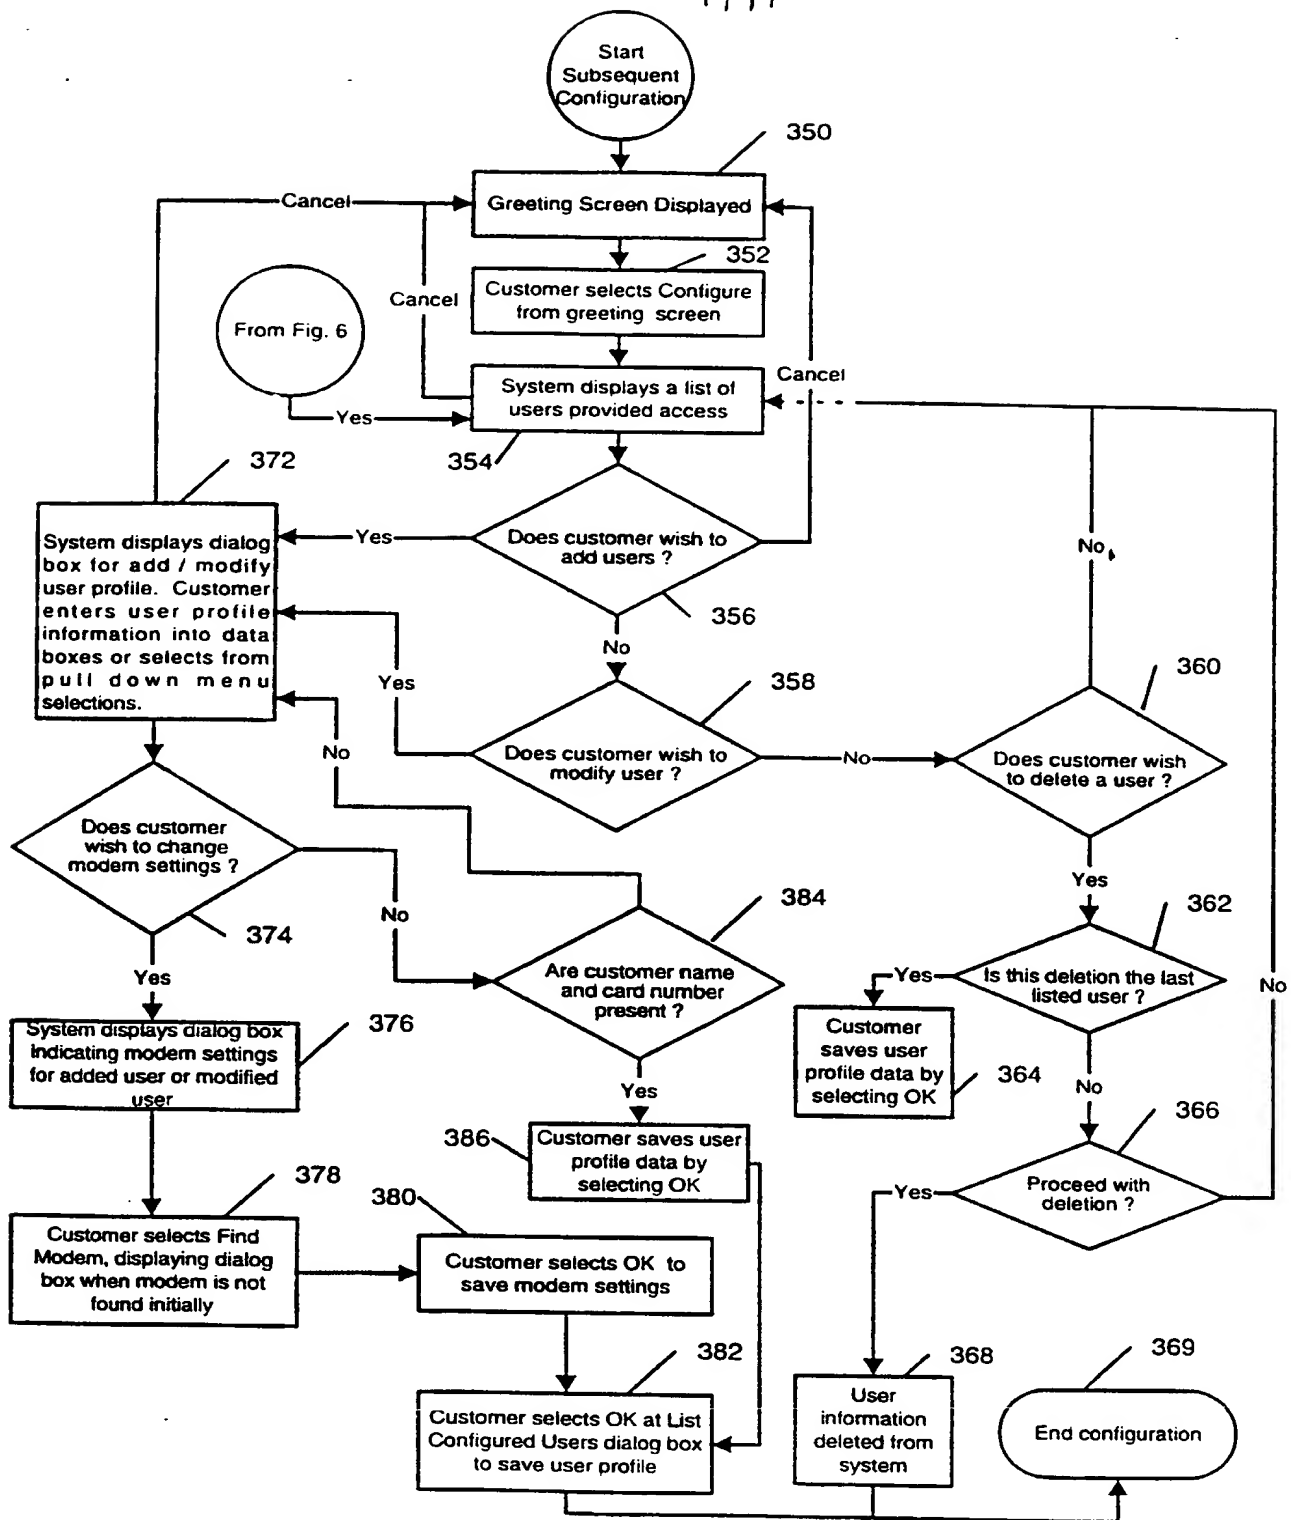 Start
Subsequent
Configuration
350
Cancel
Greeting Screen Displayed
352
Customer selects Configure
from greeting screen
Cancel
From Fig. 6
Cancel
System displays a list of
users provided access
Yes
354
372
System displays dialog
box for add / modify
user profile. Customer
enters user profile
information into data
boxes or selects from
pull down menu
selections.
Yes
Does customer wish to
add users ?
356
No
No
Yes
358
360
No
Does customer wish to
modify user ?
No
Does customer wish
to delete a user ?
Does customer
wish to change
modem settings ?
Yes
384
362
No
374
Yes
Are customer name
and card number
present ?
Yes
Is this deletion the last
listed user ?
No
376
System displays dialog box
indicating modem settings
for added user or modified
user
Customer
saves user
profile data by
selecting OK
364
Yes
No
366
386
Customer saves user
profile data by
selecting OK
378
380
Yes
Proceed with
deletion ?
Customer selects Find
Modem, displaying dialog
box when modem is not
found initially
Customer selects OK to
save modem settings
382
368
369
Customer selects OK at List
Configured Users dialog box
to save user profile
User
information
deleted from
system
End configuration